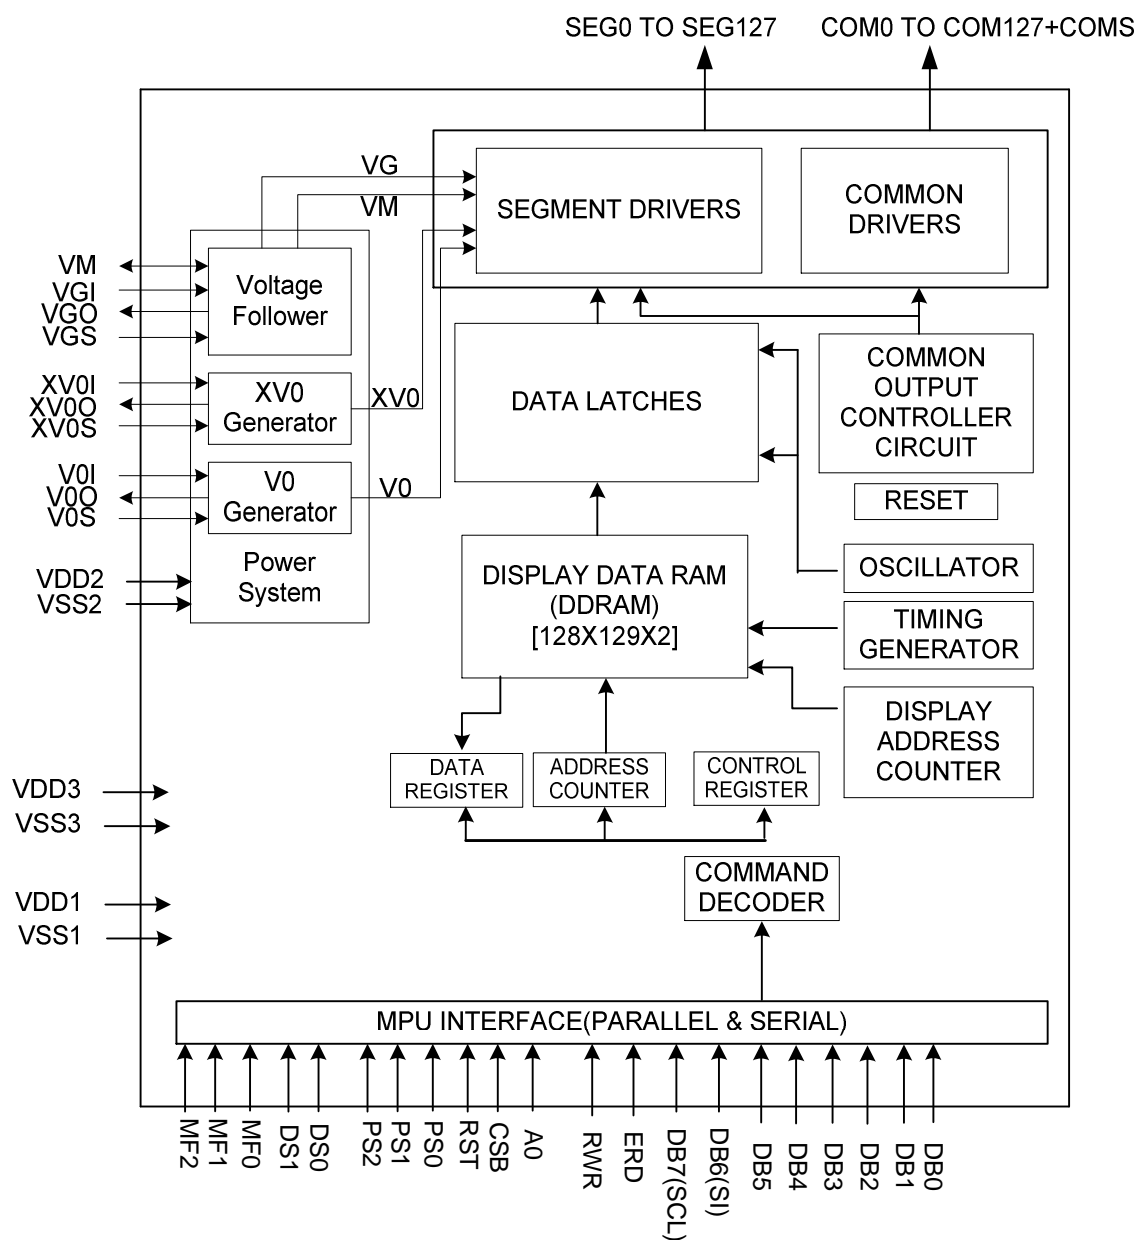 SEG0 TO SEG127
COM0 TO COM127+COMS
VG
VM
SEGMENT DRIVERS
COMMON
DRIVERS
VM
VGI
VGO
VGS
Voltage
Follower
XV0I
XV0O
XV0S
XV0
Generator
XV0
V0I
V0O
V0S
V0
Generator
V0
Power
System
VDD2
VSS2
DATA LATCHES
COMMON
OUTPUT
CONTROLLER
CIRCUIT
RESET
OSCILLATOR
DISPLAY DATA RAM
(DDRAM)
[128X129X2]
TIMING
GENERATOR
DISPLAY
ADDRESS
COUNTER
DATA
REGISTER
ADDRESS
COUNTER
CONTROL
REGISTER
VDD3
VSS3
COMMAND
DECODER
VDD1
VSS1
MPU INTERFACE(PARALLEL & SERIAL)
MF2
MF1
MF0
DS1
DS0
PS2
PS1
PS0
RST
CSB
A0
RWR
ERD
DB7(SCL)
DB6(SI)
DB5
DB4
DB3
DB2
DB1
DB0